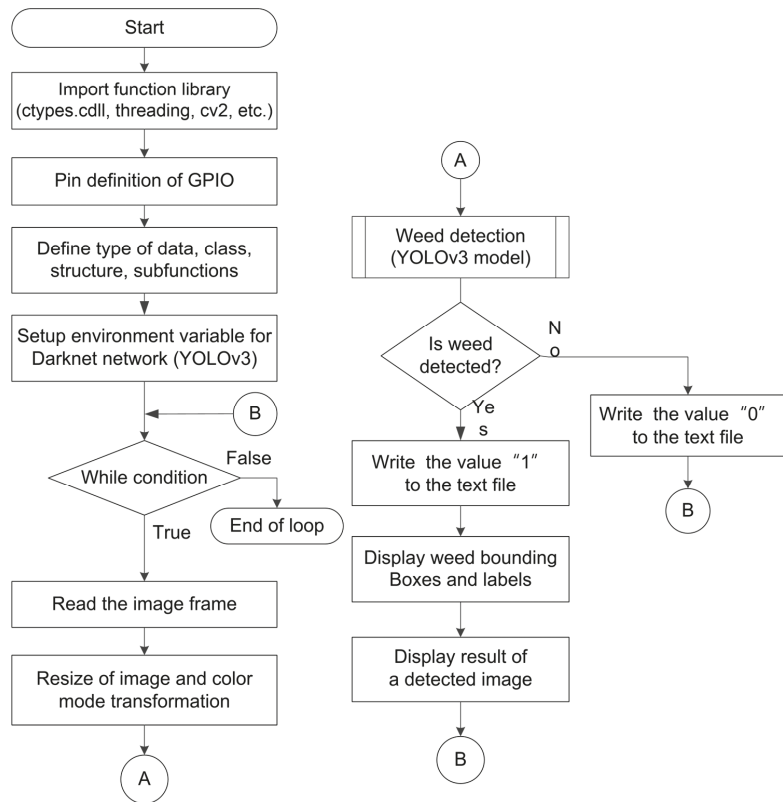 Start
Import function library
(ctypes.cdll, threading, cv2, etc.)
Pin definition of GPIO
Define type of data, class,
structure, subfunctions
Setup environment variable for
Darknet network (YOLOv3)
B
While condition
False
End of loop
True
Read the image frame
Resize of image and color
mode transformation
A
A
Weed detection
(YOLOv3 model)
Is weed
detected?
N
o
Ye
s
Write the value "0"
to the text file
B
Write the value "1"
to the text file
Display weed bounding
Boxes and labels
Display result of
a detected image
B